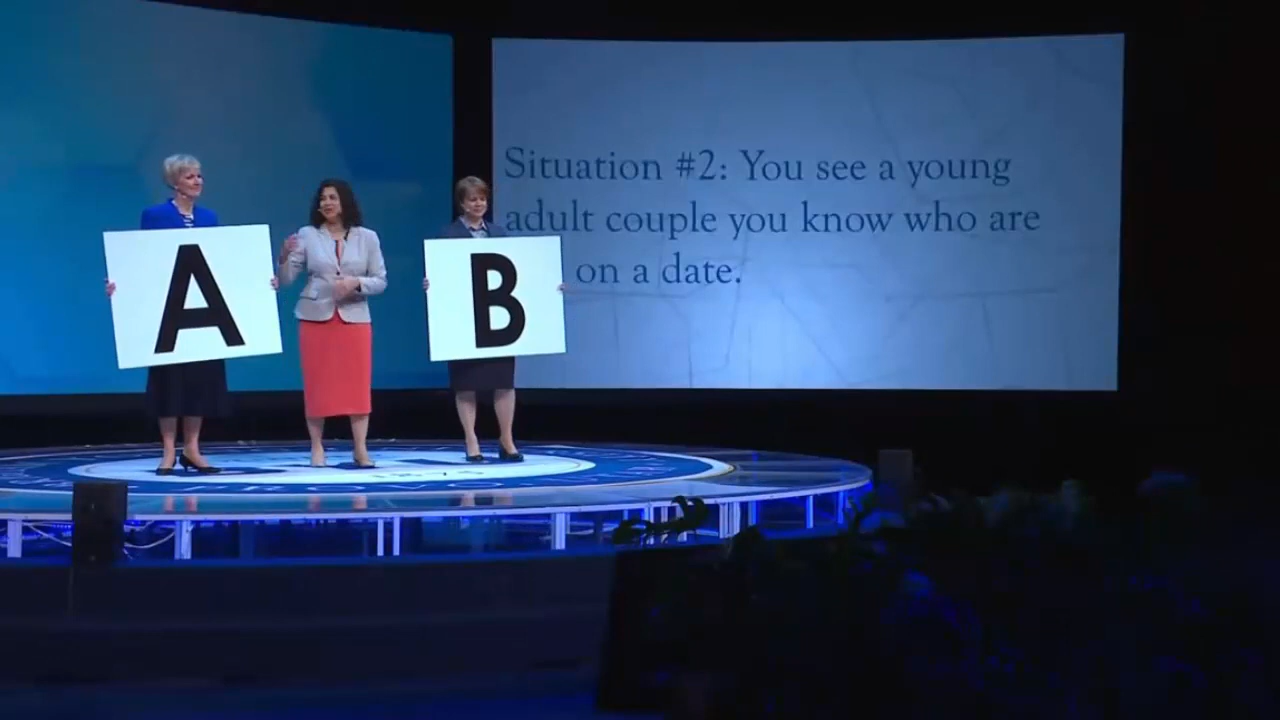 A
B
Situation #2: You see a young
adult couple you know who are
on a date.